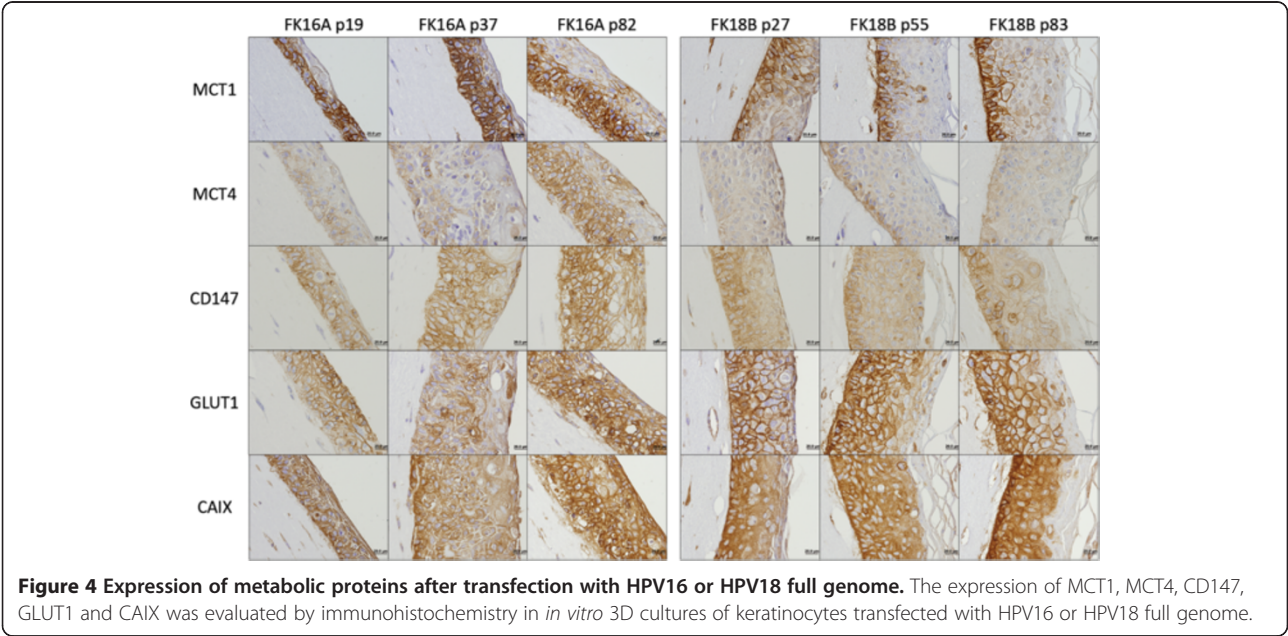 FK16A p19 FK16A p37 FK16A p82 FK18B p27 FK18B p55 FK18B p83
MCT1
MCT4
CD147
GLUT1
CAIX
Figure 4 Expression of metabolic proteins after transfection with HPV16 or HPV18 full genome. The expression of MCT1, MCT4, CD147,
GLUT1 and CAIX was evaluated by immunohistochemistry in in vitro 3D cultures of keratinocytes transfected with HPV16 or HPV18 full genome.